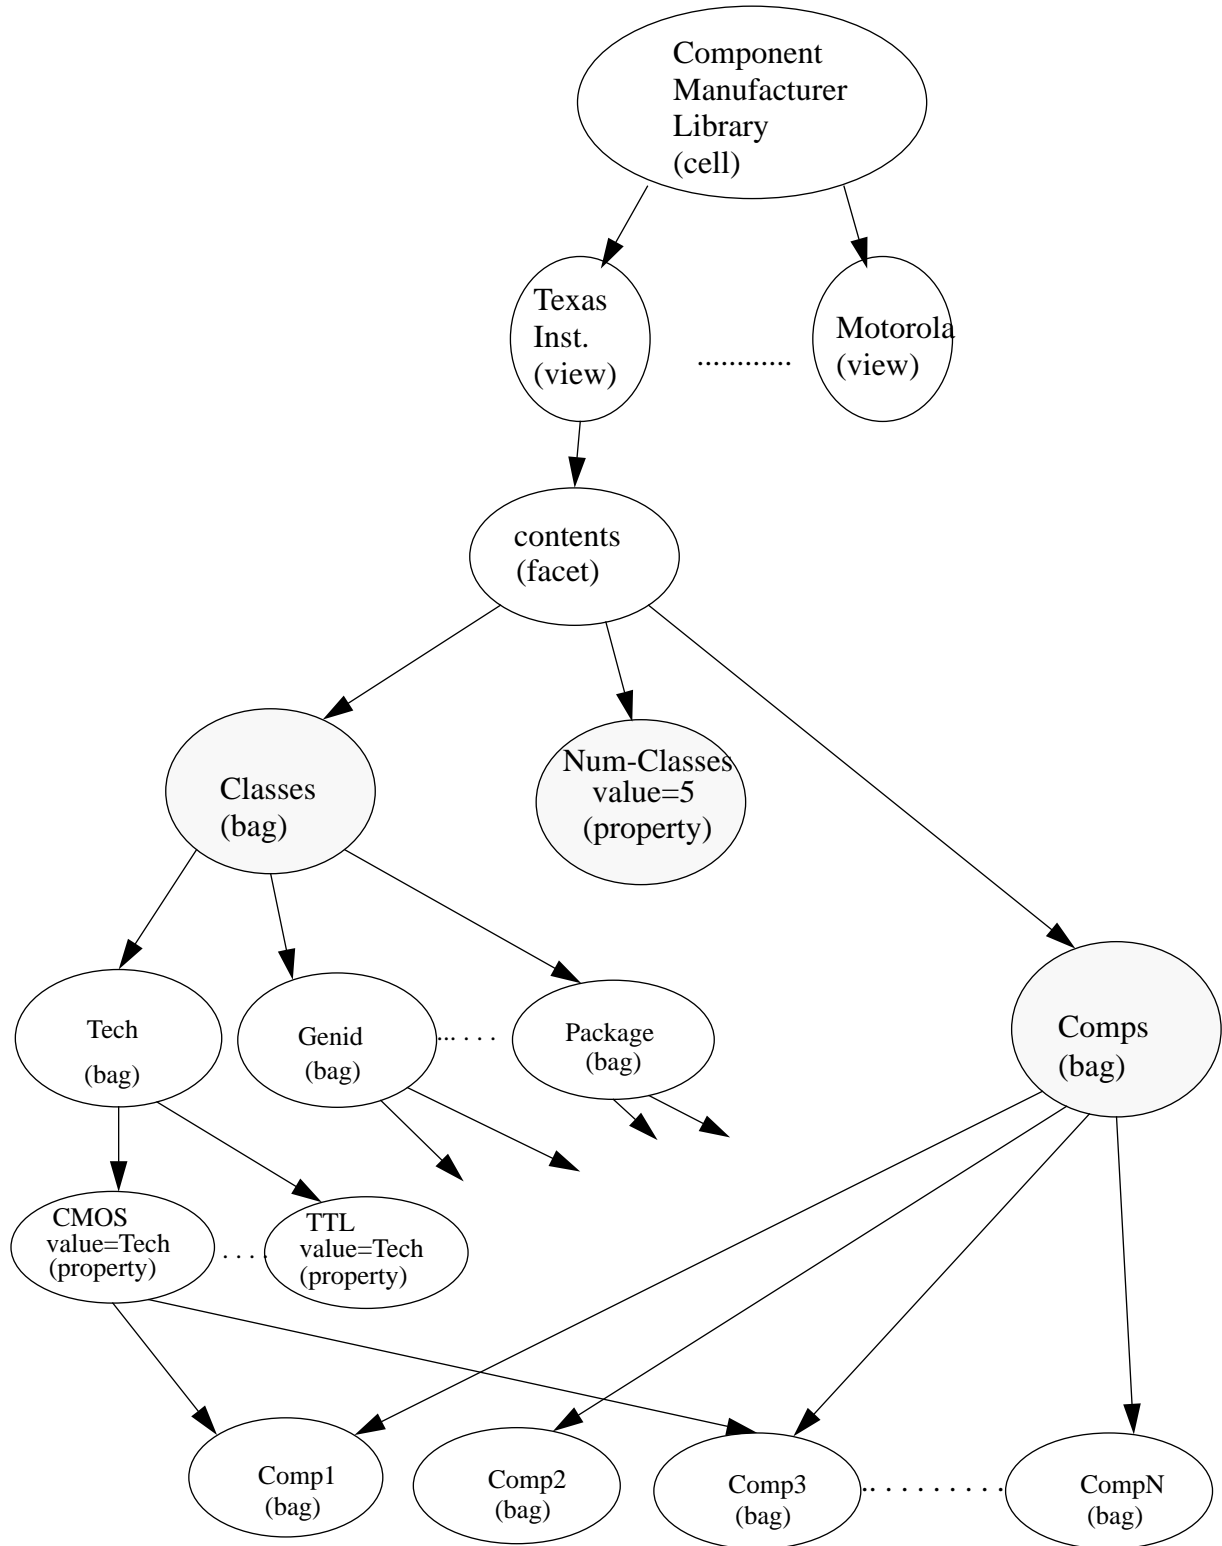 Component
Manufacturer
Library
(cell)
Texas
Inst.
(view)
............
Motorola
(view)
contents
(facet)
Classes
(bag)
Num-Classes
value=5
(property)
Tech
(bag)
Genid
(bag)
... . . .
Package
(bag)
Comps
(bag)
CMOS
value=Tech
(property)
. . . .
TTL
value=Tech
(property)
Comp1
(bag)
Comp2
(bag)
Comp3
(bag)
.. . . . . . . . .
CompN
(bag)